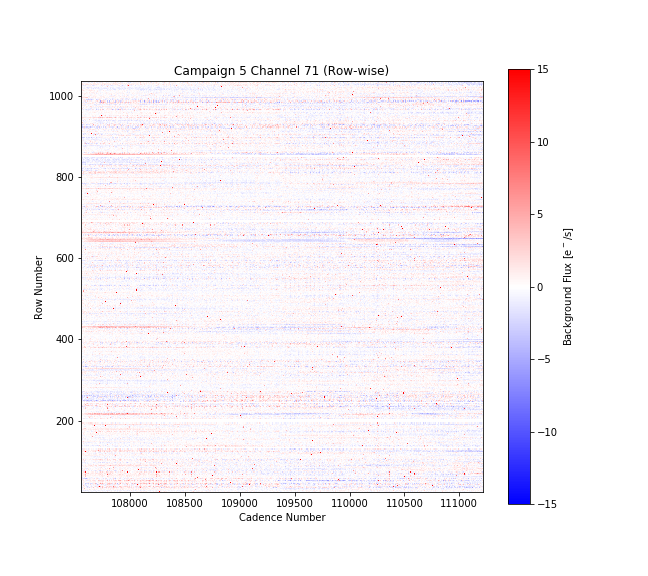 Campaign 5 Channel 71 (Row-wise)
1000
800
600
400
200
Row Number
108000 108500 109000 109500 110000 110500 111000
Cadence Number
15
10
5
0
−5
−10
−15
Background Flux [e⁻/s]